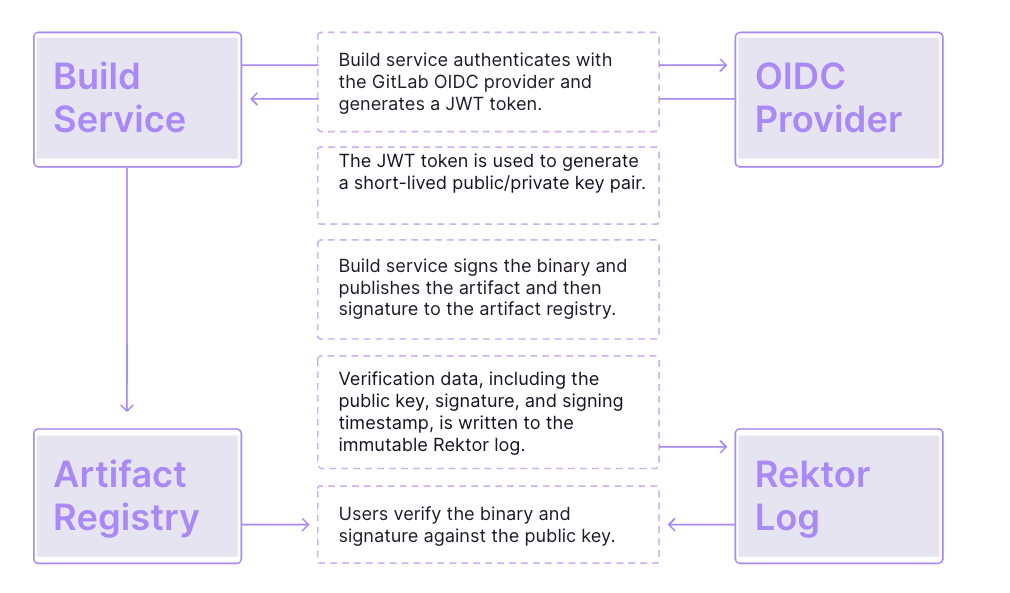 Build
Service
Build service authenticates with
the GitLab OIDC provider and
generates a JWT token.
OIDC
Provider
The JWT token is used to generate
a short-lived public/private key pair.
Build service signs the binary and
publishes the artifact and then
signature to the artifact registry.
Verification data, including the
public key, signature, and signing
timestamp, is written to the
immutable Rektor log.
Artifact
Registry
Users verify the binary and
signature against the public key.
Rektor
Log